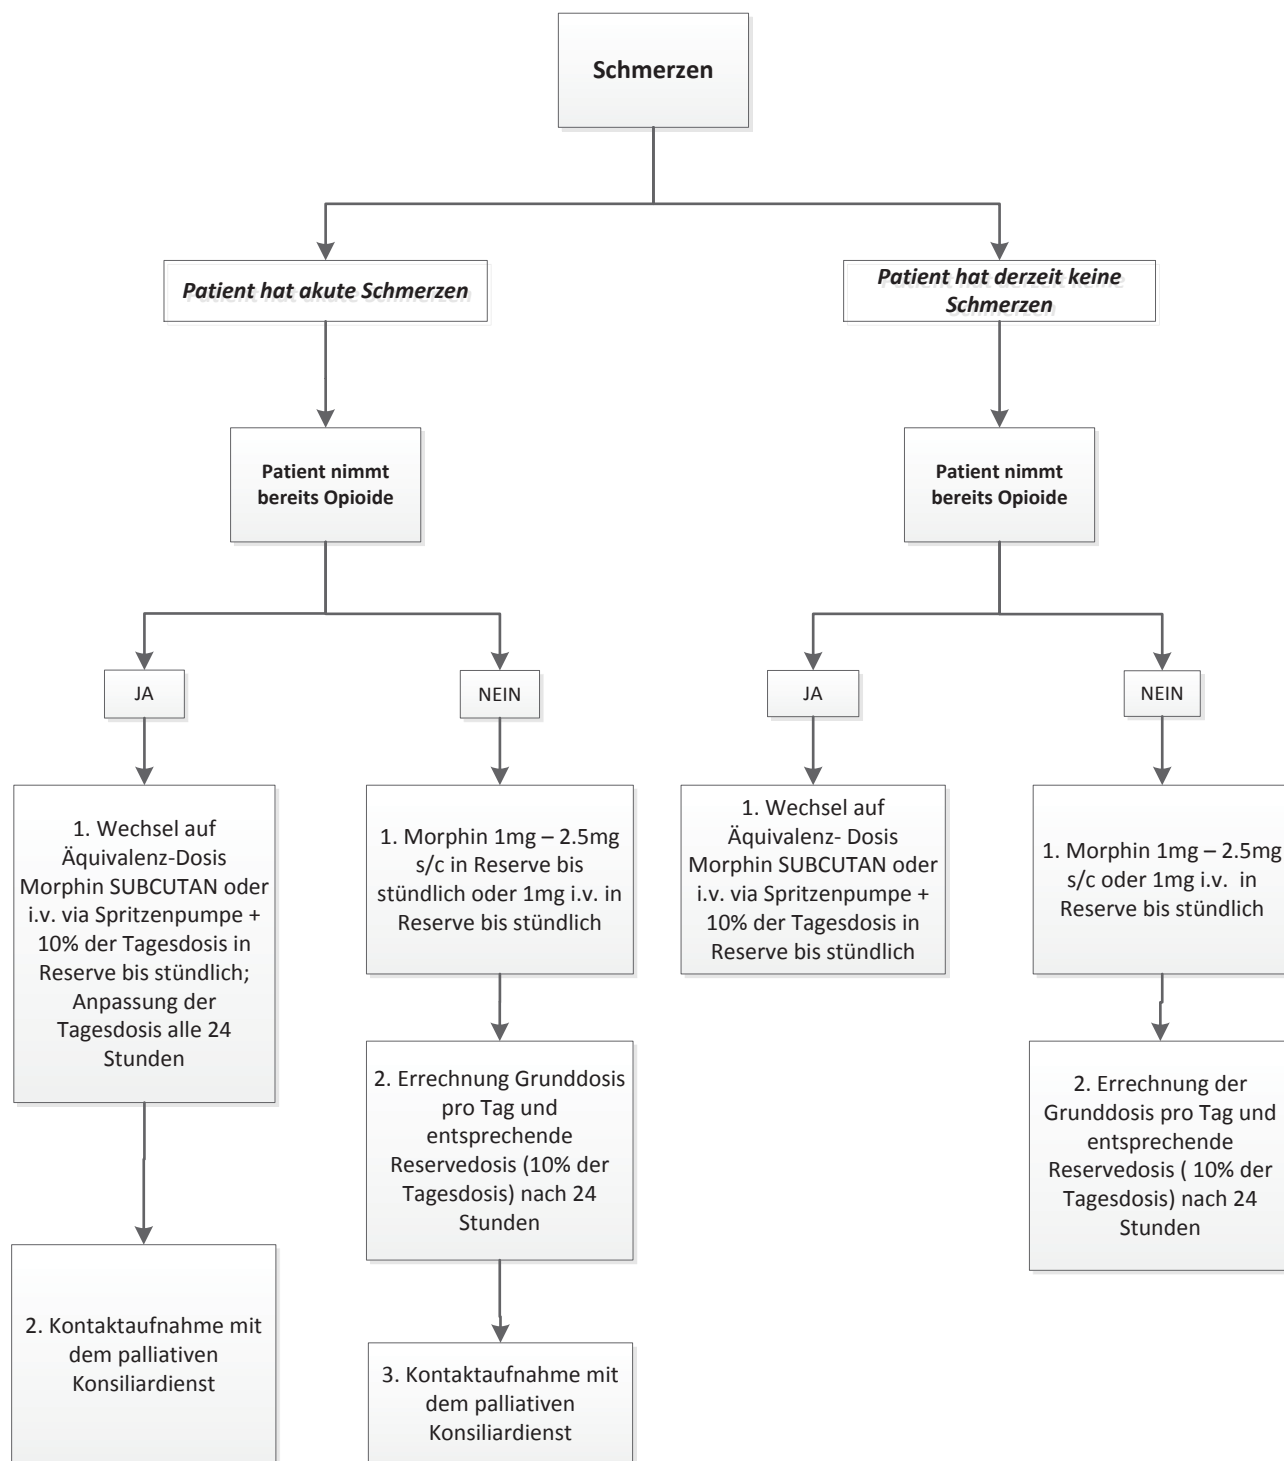 Schmerzen
Patient hat akute Schmerzen
Patient hat derzeit keine
Schmerzen
Patient nimmt
bereits Opioide
Patient nimmt
bereits Opioide
JA
NEIN
JA
NEIN
1. Wechsel auf
Äquivalenz-Dosis
Morphin SUBCUTAN oder
i.v. via Spritzenpumpe +
10% der Tagesdosis in
Reserve bis stündlich;
Anpassung der
Tagesdosis alle 24
Stunden
1. Morphin 1mg – 2.5mg
s/c in Reserve bis
stündlich oder 1mg i.v. in
Reserve bis stündlich
1. Wechsel auf
Äquivalenz- Dosis
Morphin SUBCUTAN oder
i.v. via Spritzenpumpe +
10% der Tagesdosis in
Reserve bis stündlich
1. Morphin 1mg – 2.5mg
s/c oder 1mg i.v. in
Reserve bis stündlich
2. Errechnung Grunddosis
pro Tag und
entsprechende
Reservedosis (10% der
Tagesdosis) nach 24
Stunden
2. Errechnung der
Grunddosis pro Tag und
entsprechende
Reservedosis ( 10% der
Tagesdosis) nach 24
Stunden
2. Kontaktaufnahme mit
dem palliativen
Konsiliardienst
3. Kontaktaufnahme mit
dem palliativen
Konsiliardienst